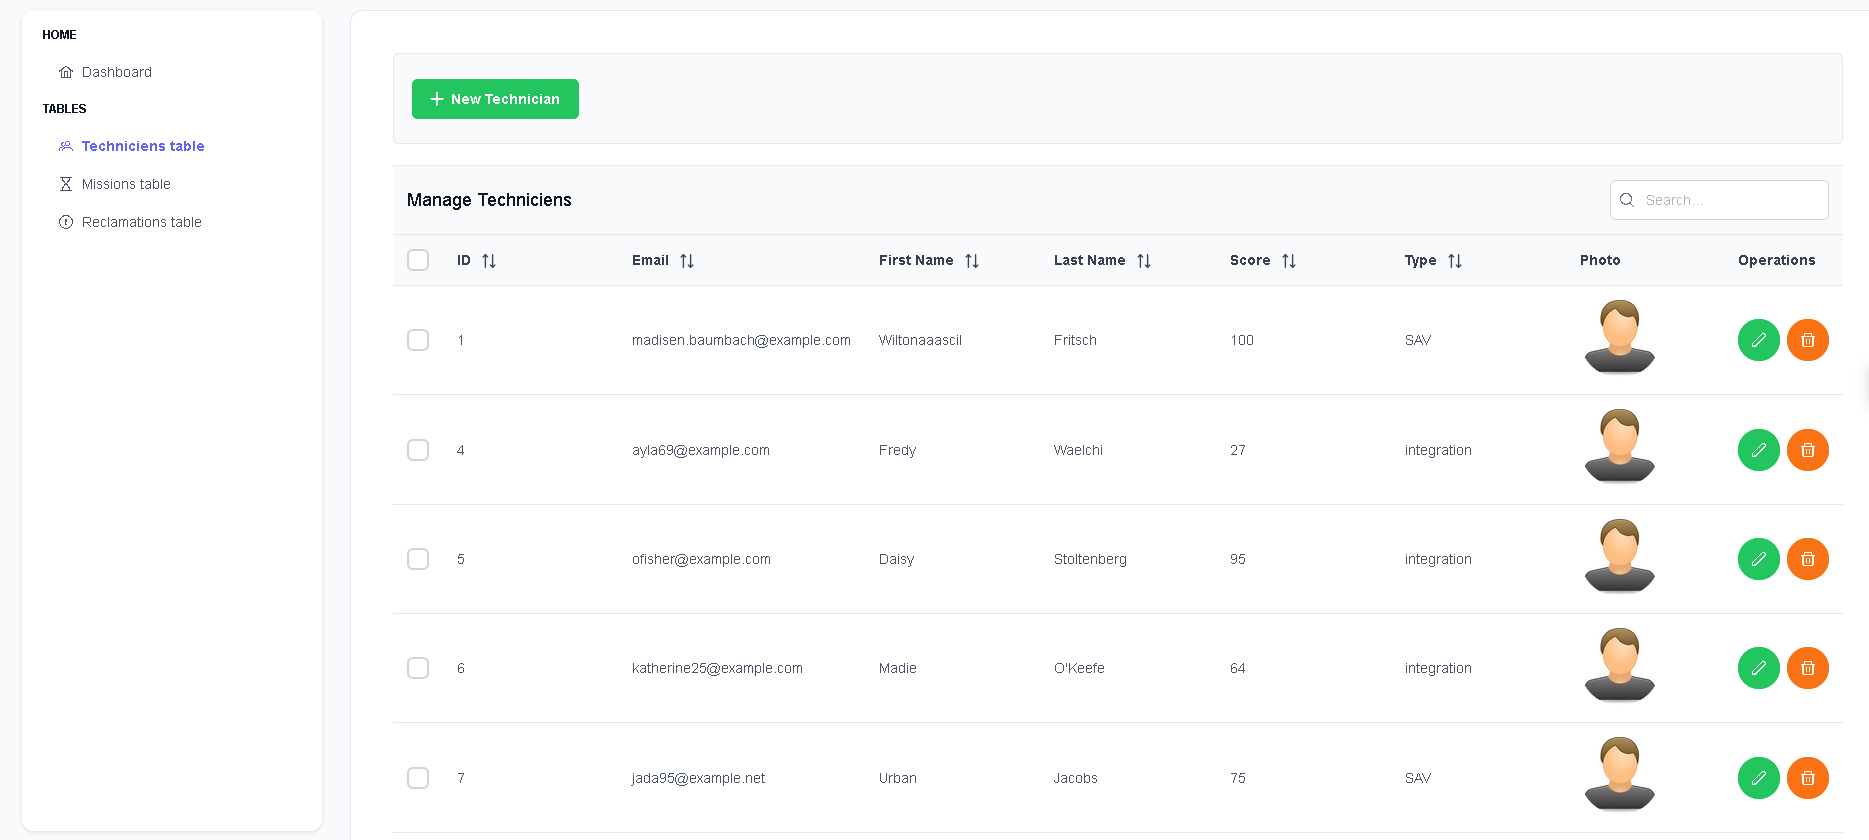 HOME
Dashboard
TABLES
Techniciens table
Missions table
Reclamations table
New Technician
Manage Techniciens
Search...
ID Email First Name Last Name Score Type Photo Operations
1 madisen.baumbach@example.com Wiltonaaascil Fritsch 100 SAV
4 ayla69@example.com Fredy Waelchi 27 integration
5 ofisher@example.com Daisy Stoltenberg 95 integration
6 katherine25@example.com Madie O'Keefe 64 integration
7 jada95@example.net Urban Jacobs 75 SAV